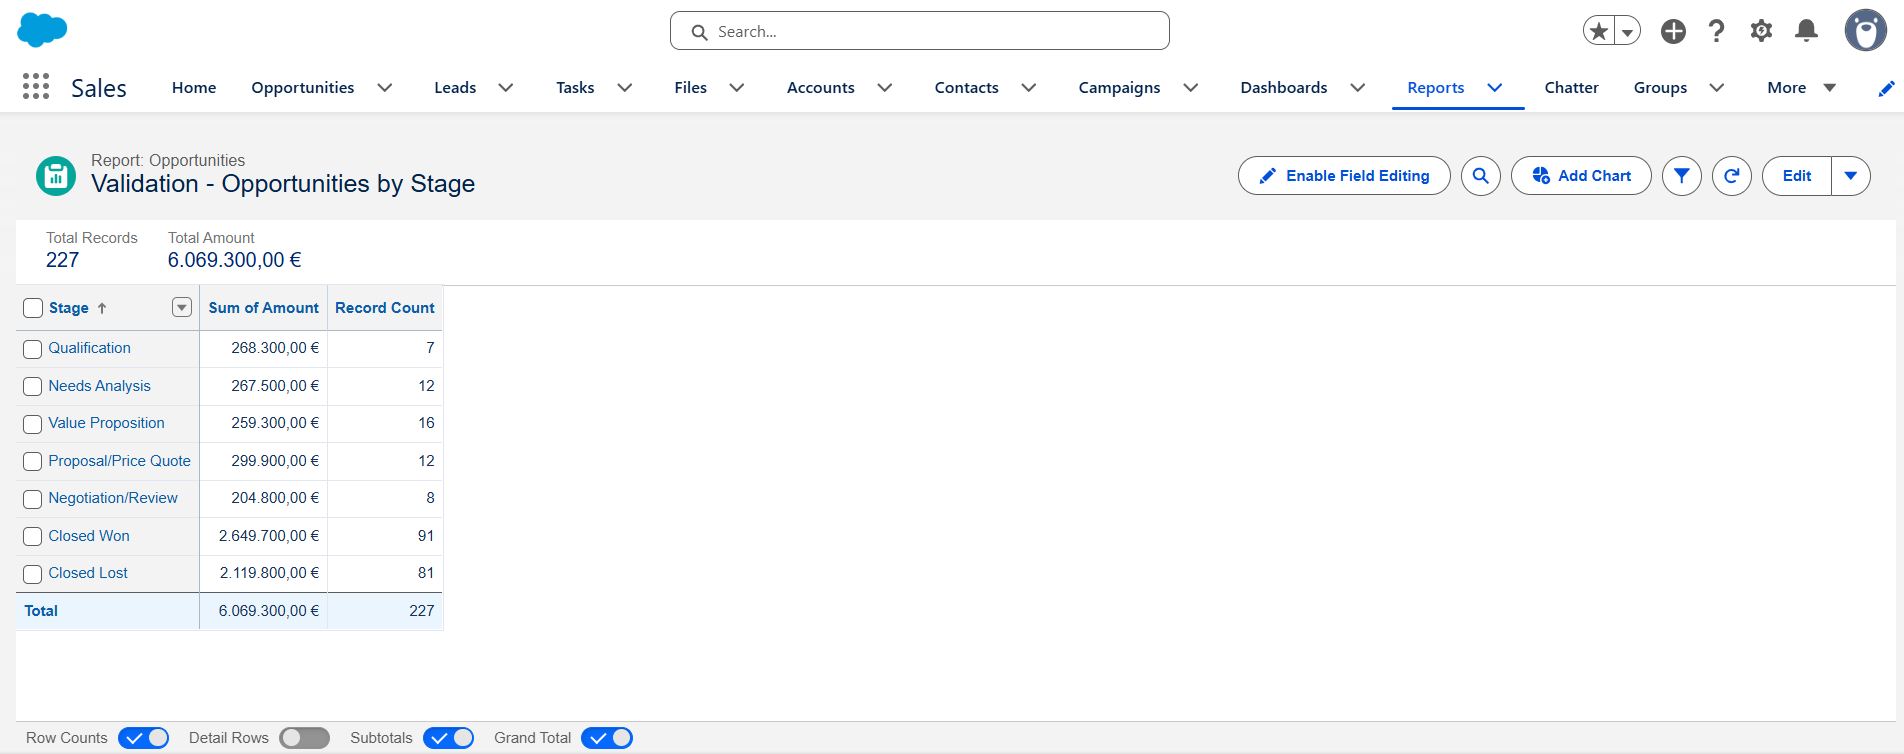 Search...
Sales Home Opportunities Leads Tasks Files Accounts Contacts Campaigns Dashboards Reports Chatter Groups More
Report: Opportunities
Validation - Opportunities by Stage
Enable Field Editing Add Chart Edit
Total Records Total Amount
227 6.069.300,00 €
Stage ↑ Sum of Amount Record Count
Qualification 268.300,00 € 7
Needs Analysis 267.500,00 € 12
Value Proposition 259.300,00 € 16
Proposal/Price Quote 299.900,00 € 12
Negotiation/Review 204.800,00 € 8
Closed Won 2.649.700,00 € 91
Closed Lost 2.119.800,00 € 81
Total 6.069.300,00 € 227
Row Counts Detail Rows Subtotals Grand Total